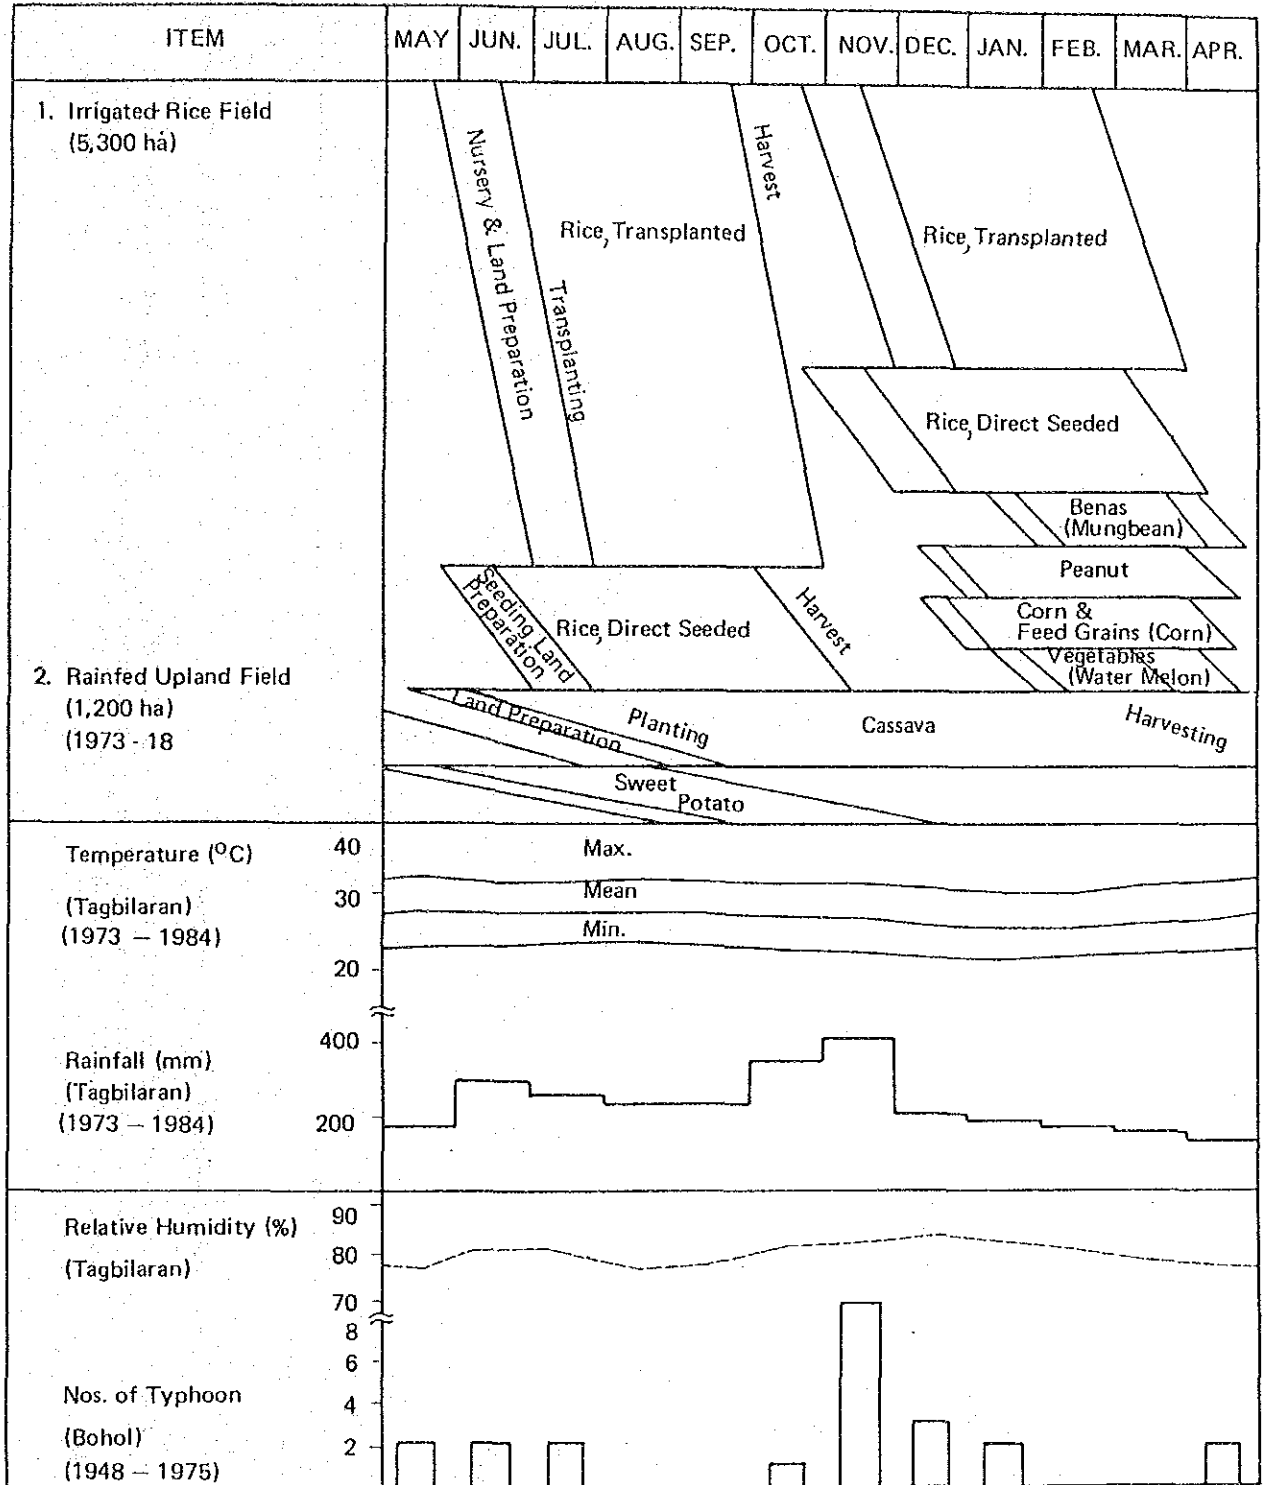 ITEM
MAY JUN. JUL. AUG. SEP. OCT. NOV. DEC. JAN. FEB. MAR. APR.
1. Irrigated Rice Field
(5,300 ha)
Nursery & Land Preparation
Transplanting
Rice, Transplanted
Harvest
Rice, Transplanted
Rice, Direct Seeded
Benas
(Mungbean)
Peanut
Corn &
Feed Grains (Corn)
Vegetables
(Water Melon)
Seeding Land
Preparation
Rice, Direct Seeded
Harvest
2. Rainfed Upland Field
(1,200 ha)
(1973 - 18
Land Preparation
Planting
Cassava
Harvesting
Sweet
Potato
Temperature (°C)
(Tagbilaran)
(1973 – 1984)
40
30
20
Max.
Mean
Min.
Rainfall (mm)
(Tagbilaran)
(1973 – 1984)
400
200
Relative Humidity (%)
(Tagbilaran)
90
80
70
Nos. of Typhoon
(Bohol)
(1948 – 1975)
8
6
4
2